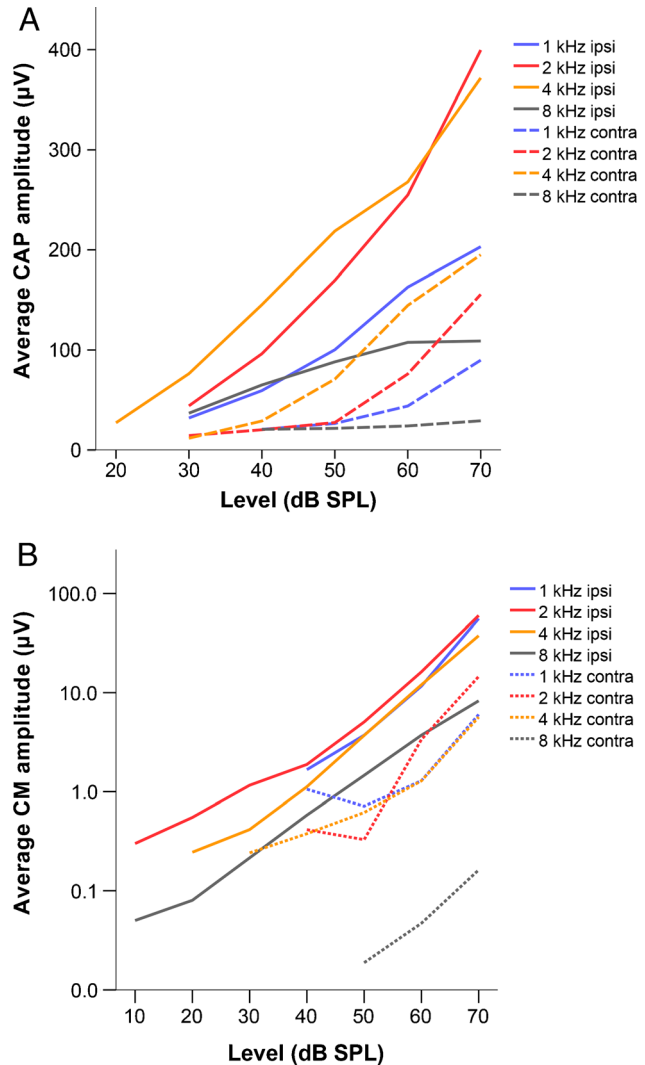 A
Average CAP amplitude (µV)
400
300
200
100
0
20 30 40 50 60 70
Level (dB SPL)
1 kHz ipsi
2 kHz ipsi
4 kHz ipsi
8 kHz ipsi
1 kHz contra
2 kHz contra
4 kHz contra
8 kHz contra
B
Average CM amplitude (µV)
100.0
10.0
1.0
0.1
0.0
10 20 30 40 50 60 70
Level (dB SPL)
1 kHz ipsi
2 kHz ipsi
4 kHz ipsi
8 kHz ipsi
1 kHz contra
2 kHz contra
4 kHz contra
8 kHz contra